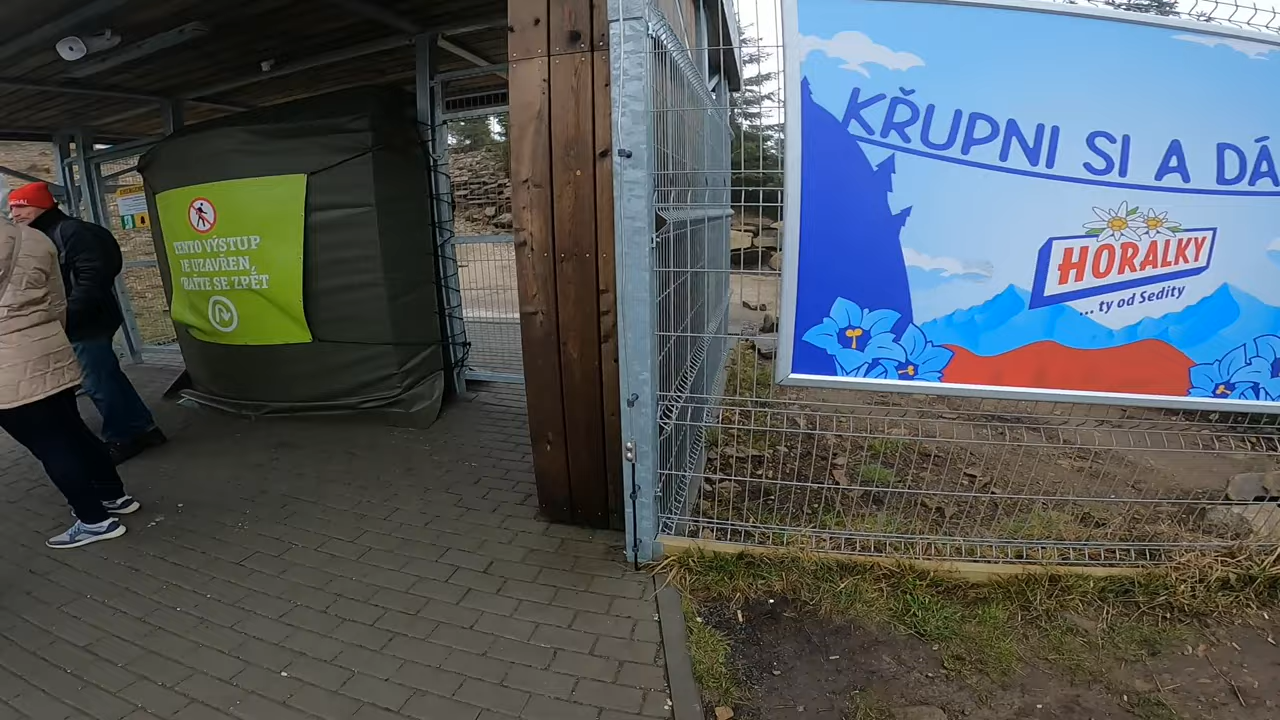 TENTO VÝSTUP
JE UZAVŘEN,
VRAŤTE SE ZPĚT
KŘUPNI SI A DÁ
HORALKY
... ty od Sedity